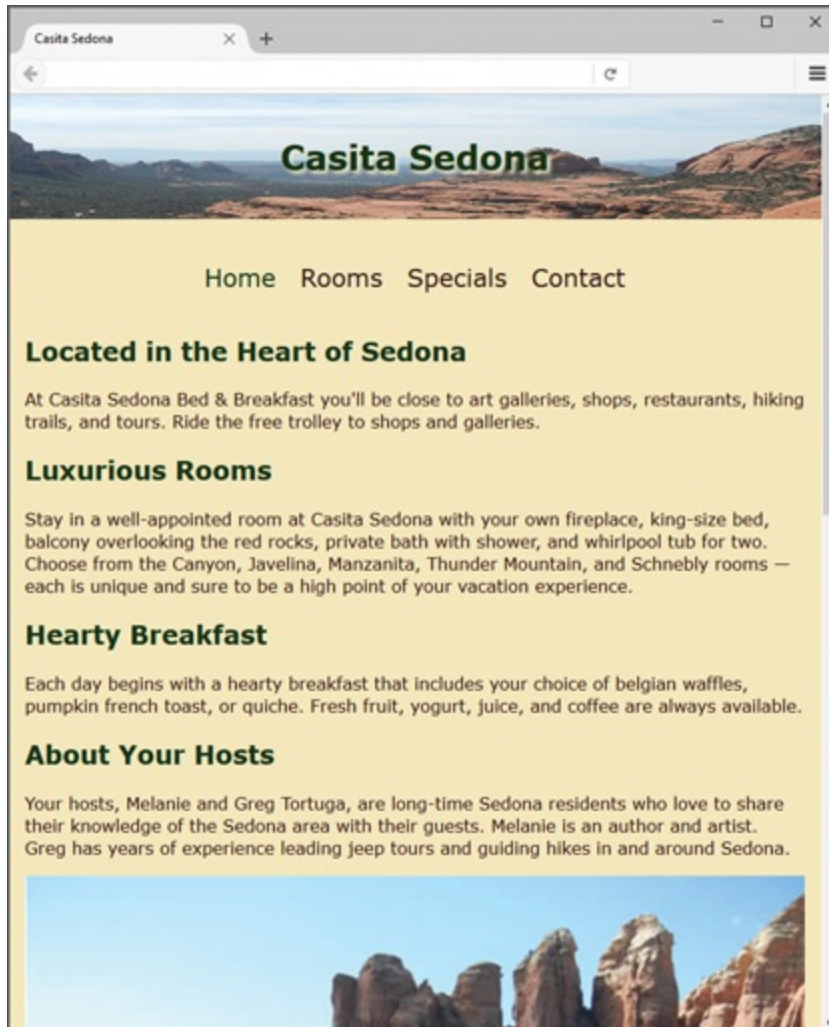 Casita Sedona
Casita Sedona
Home Rooms Specials Contact
Located in the Heart of Sedona
At Casita Sedona Bed & Breakfast you'll be close to art galleries, shops, restaurants, hiking
trails, and tours. Ride the free trolley to shops and galleries.
Luxurious Rooms
Stay in a well-appointed room at Casita Sedona with your own fireplace, king-size bed,
balcony overlooking the red rocks, private bath with shower, and whirlpool tub for two.
Choose from the Canyon, Javelina, Manzanita, Thunder Mountain, and Schnebly rooms —
each is unique and sure to be a high point of your vacation experience.
Hearty Breakfast
Each day begins with a hearty breakfast that includes your choice of belgian waffles,
pumpkin french toast, or quiche. Fresh fruit, yogurt, juice, and coffee are always available.
About Your Hosts
Your hosts, Melanie and Greg Tortuga, are long-time Sedona residents who love to share
their knowledge of the Sedona area with their guests. Melanie is an author and artist.
Greg has years of experience leading jeep tours and guiding hikes in and around Sedona.